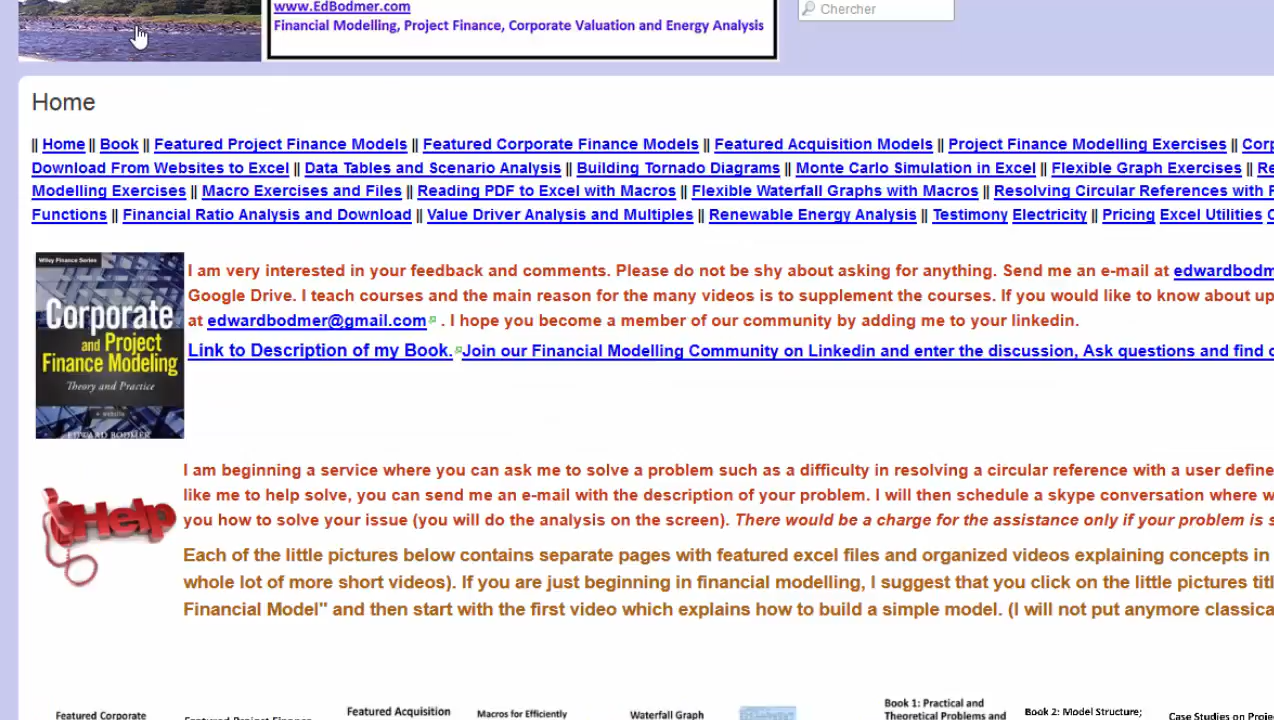 www.EdBodmer.com
Financial Modelling, Project Finance, Corporate Valuation and Energy Analysis
Chercher
Home
|| Home || Book || Featured Project Finance Models || Featured Corporate Finance Models || Featured Acquisition Models || Project Finance Modelling Exercises || Corp
Download From Websites to Excel || Data Tables and Scenario Analysis || Building Tornado Diagrams || Monte Carlo Simulation in Excel || Flexible Graph Exercises || Re
Modelling Exercises || Macro Exercises and Files || Reading PDF to Excel with Macros || Flexible Waterfall Graphs with Macros || Resolving Circular References with F
Functions || Financial Ratio Analysis and Download || Value Driver Analysis and Multiples || Renewable Energy Analysis || Testimony Electricity || Pricing Excel Utilities C
Wiley Finance Series
Corporate
and Project
Finance Modeling
Theory and Practice
+ WEBSITE
EDWARD BODMER
I am very interested in your feedback and comments. Please do not be shy about asking for anything. Send me an e-mail at edwardbodm
Google Drive. I teach courses and the main reason for the many videos is to supplement the courses. If you would like to know about up
at edwardbodmer@gmail.com . I hope you become a member of our community by adding me to your linkedin.
Link to Description of my Book. Join our Financial Modelling Community on Linkedin and enter the discussion, Ask questions and find o
Help
I am beginning a service where you can ask me to solve a problem such as a difficulty in resolving a circular reference with a user define
like me to help solve, you can send me an e-mail with the description of your problem. I will then schedule a skype conversation where w
you how to solve your issue (you will do the analysis on the screen). There would be a charge for the assistance only if your problem is s
Each of the little pictures below contains separate pages with featured excel files and organized videos explaining concepts in
whole lot of more short videos). If you are just beginning in financial modelling, I suggest that you click on the little pictures titl
Financial Model" and then start with the first video which explains how to build a simple model. (I will not put anymore classica
Featured Corporate
Featured Project Finance
Featured Acquisition
Macros for Efficiently
Waterfall Graph
Book 1: Practical and
Theoretical Problems and
Book 2: Model Structure;
Case Studies on Proje